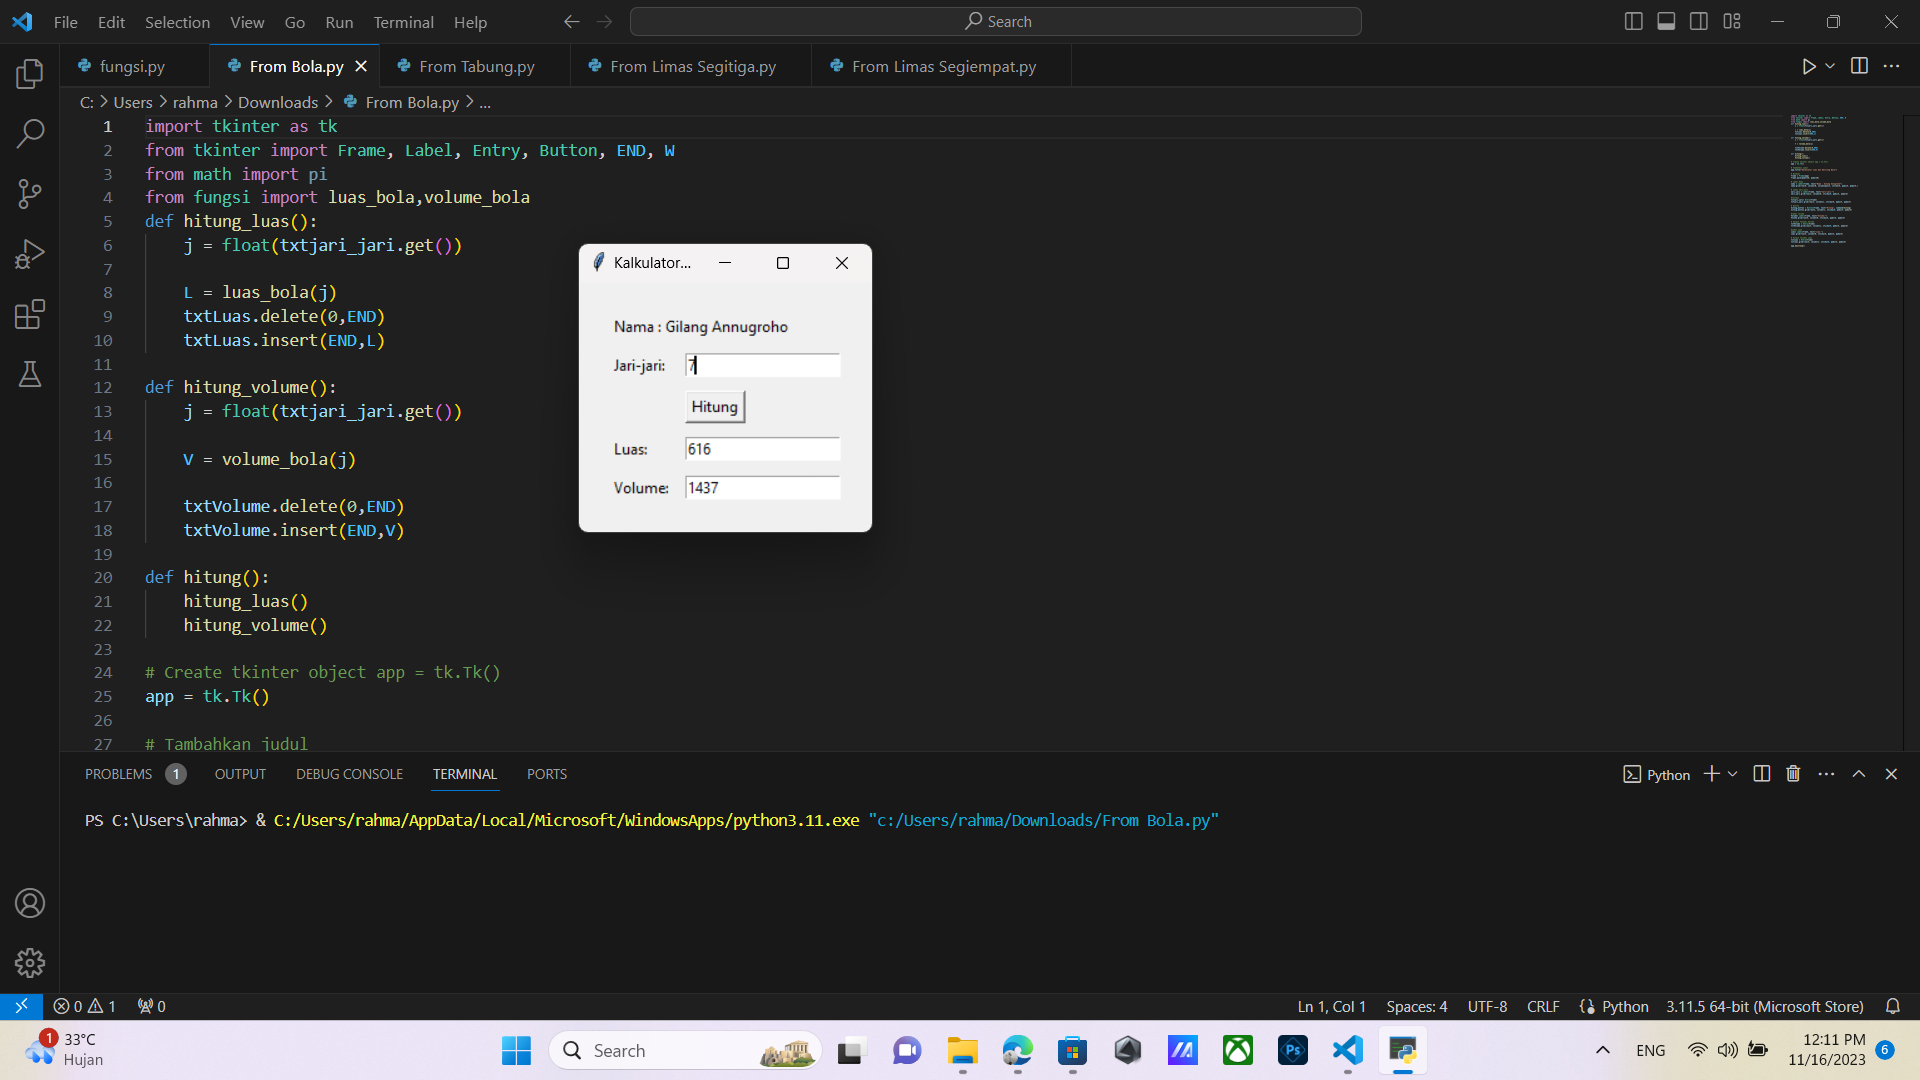 File Edit Selection View Go Run Terminal Help Search
fungsi.py From Bola.py From Tabung.py From Limas Segitiga.py From Limas Segiempat.py
C: > Users > rahma > Downloads > From Bola.py > ...
1 import tkinter as tk
2 from tkinter import Frame, Label, Entry, Button, END, W
3 from math import pi
4 from fungsi import luas_bola,volume_bola
5 def hitung_luas():
6 j = float(txtjari_jari.get())
7
8 L = luas_bola(j)
9 txtLuas.delete(0,END)
10 txtLuas.insert(END,L)
11
12 def hitung_volume():
13 j = float(txtjari_jari.get())
14
15 V = volume_bola(j)
16
17 txtVolume.delete(0,END)
18 txtVolume.insert(END,V)
19
20 def hitung():
21 hitung_luas()
22 hitung_volume()
23
24 # Create tkinter object app = tk.Tk()
25 app = tk.Tk()
26
27 # Tambahkan judul
Kalkulator...
Nama : Gilang Annugroho
Jari-jari: 7
Hitung
Luas: 616
Volume: 1437
PROBLEMS 1 OUTPUT DEBUG CONSOLE TERMINAL PORTS Python
PS C:\Users\rahma> & C:/Users/rahma/AppData/Local/Microsoft/WindowsApps/python3.11.exe "c:/Users/rahma/Downloads/From Bola.py"
0 1 0 Ln 1, Col 1 Spaces: 4 UTF-8 CRLF Python 3.11.5 64-bit (Microsoft Store)
1 33°C
Hujan
Search
Ps
ENG
12:11 PM
11/16/2023
6